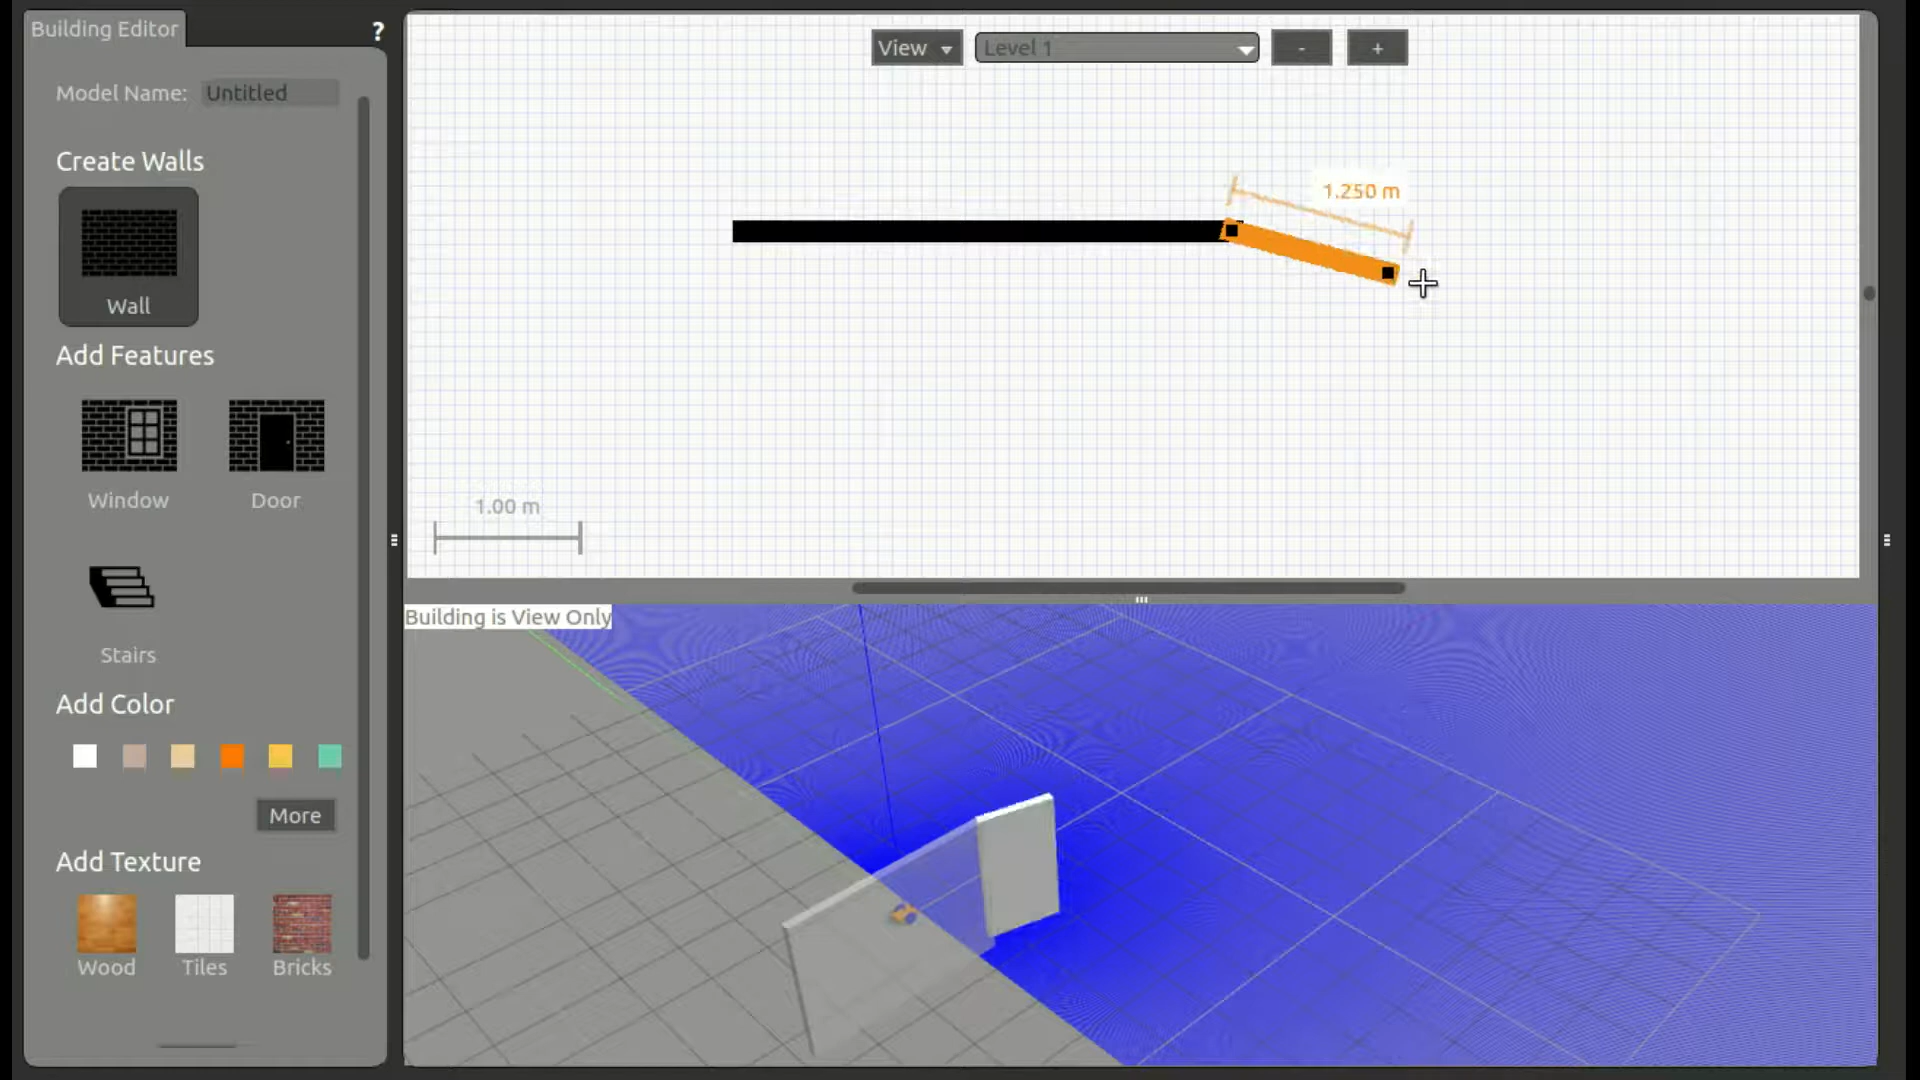 Building Editor
?
Model Name: Untitled
Create Walls
Wall
Add Features
Window Door
Stairs
Add Color
More
Add Texture
Wood Tiles Bricks
View Level 1 - +
1.250 m
1.00 m
Building is View Only